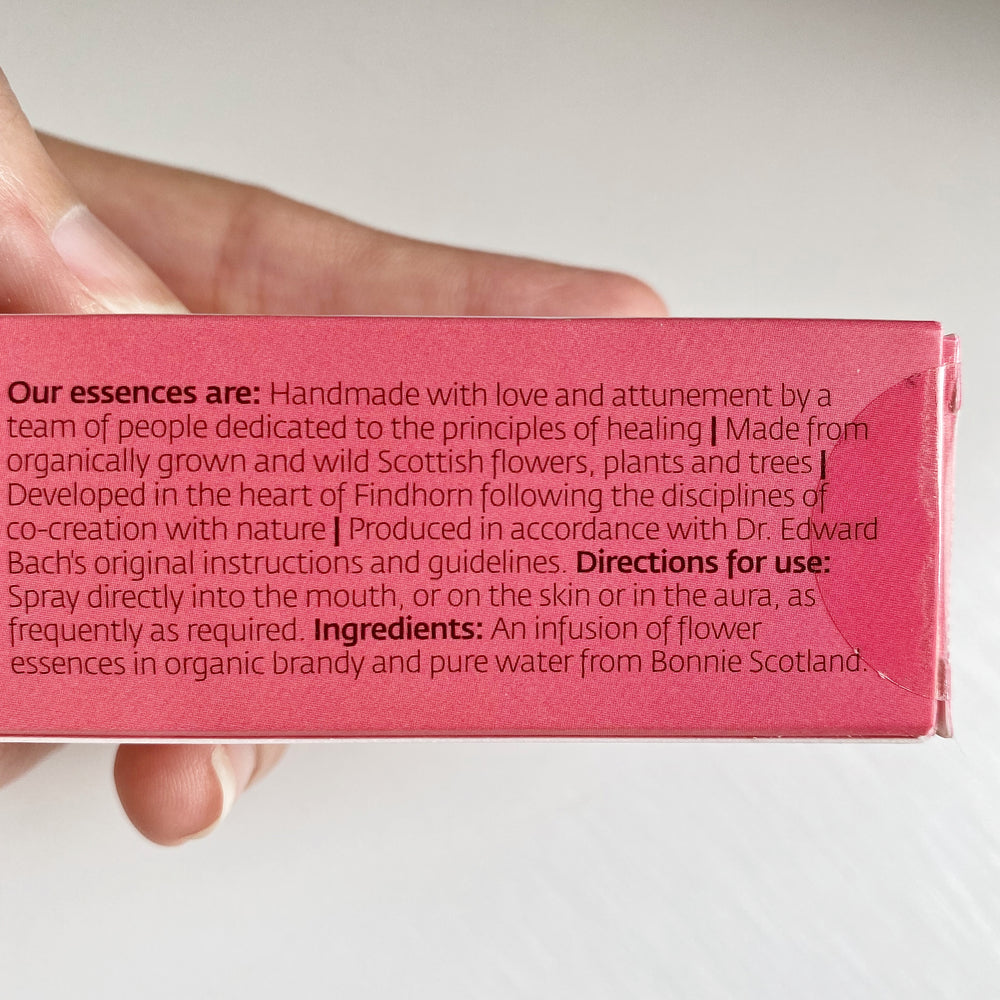 Our essences are: Handmade with love and attunement by a
team of people dedicated to the principles of healing | Made from
organically grown and wild Scottish flowers, plants and trees |
Developed in the heart of Findhorn following the disciplines of
co-creation with nature | Produced in accordance with Dr. Edward
Bach's original instructions and guidelines. Directions for use:
Spray directly into the mouth, or on the skin or in the aura, as
frequently as required. Ingredients: An infusion of flower
essences in organic brandy and pure water from Bonnie Scotland.